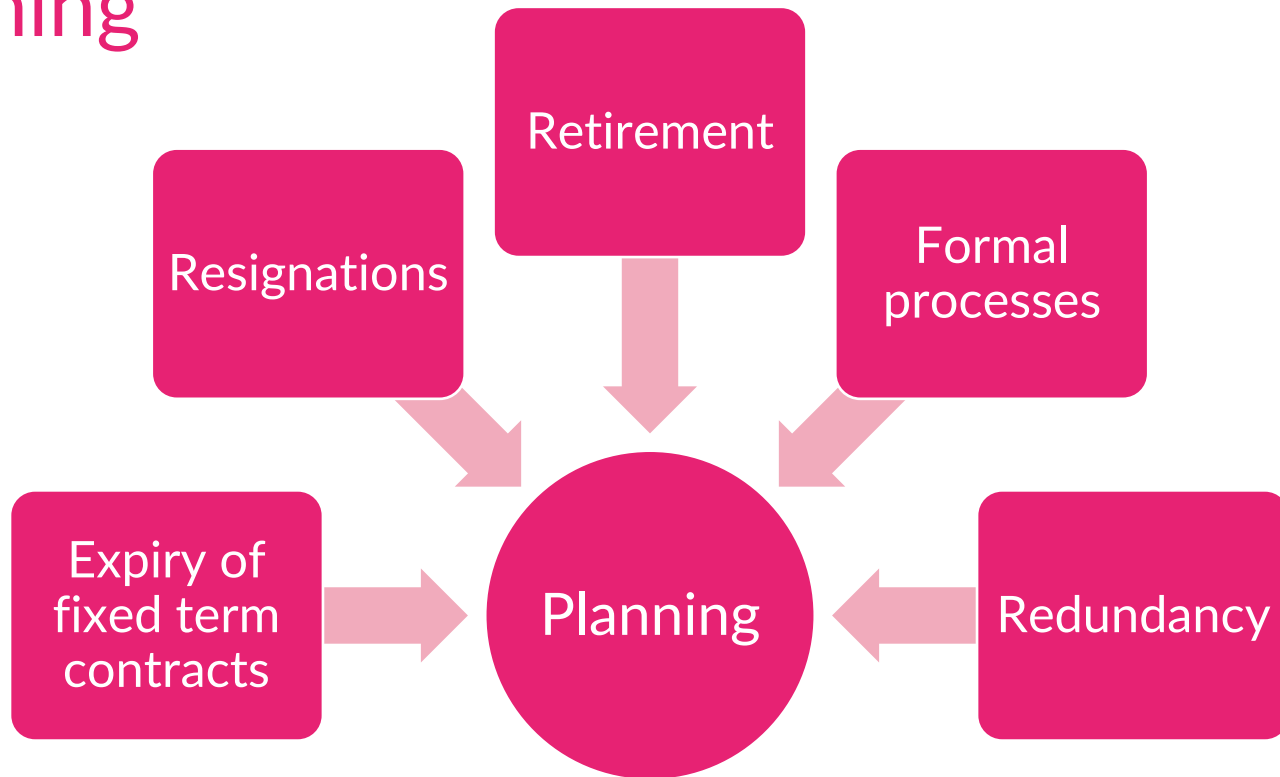 Retirement
Resignations
Formal
processes
Expiry of
fixed term
contracts
Planning
Redundancy